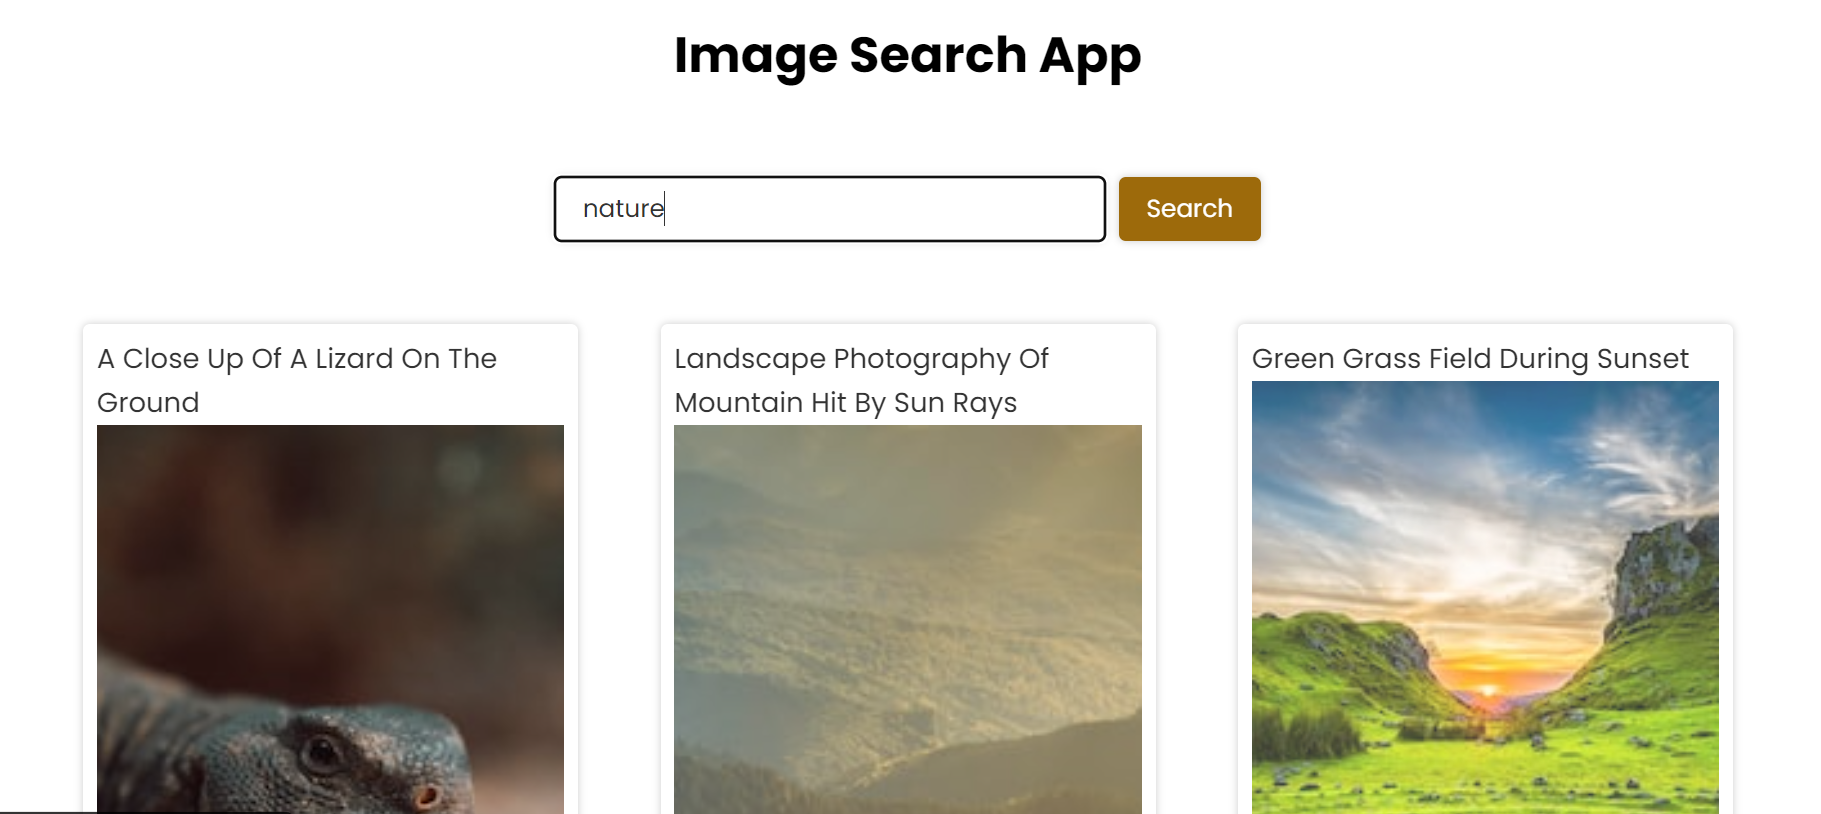 Image Search App
nature
Search
A Close Up Of A Lizard On The
Ground
Landscape Photography Of
Mountain Hit By Sun Rays
Green Grass Field During Sunset